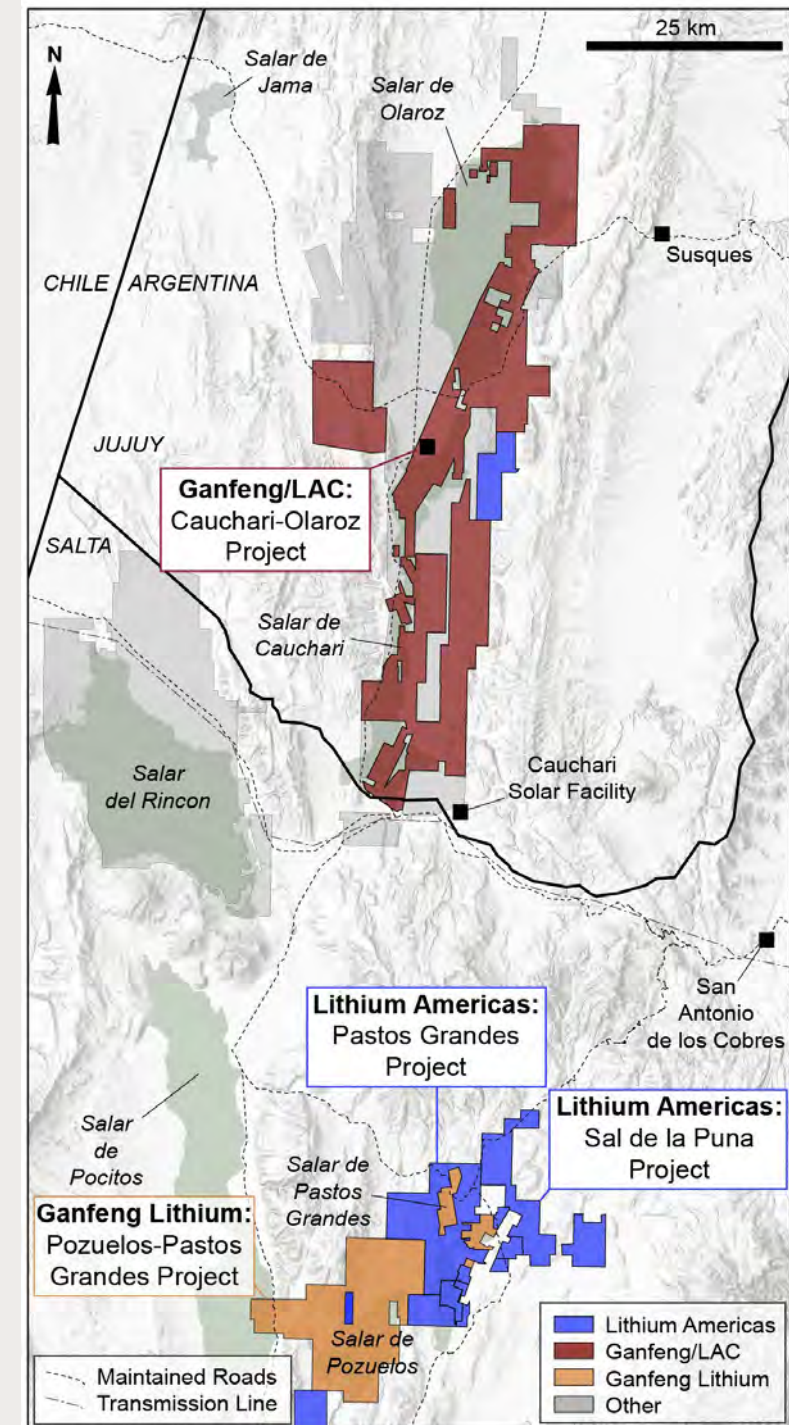 25 km
N
Salar de
Jama
Salar de
Olaroz
Susques
CHILE
ARGENTINA
JUJUY
Ganfeng/LAC:
Cauchari-Olaroz
Project
SALTA
Salar de
Cauchari
Salar
del Rincon
Cauchari
Solar Facility
San
Antonio
de los Cobres
Lithium Americas:
Pastos Grandes
Project
Lithium Americas:
Sal de la Puna
Project
Salar
de
Pocitos
Salar de
Pastos
Grandes
Ganfeng Lithium:
Pozuelos-Pastos
Grandes Project
Salar de
Pozuelos
Maintained Roads
Transmission Line
Lithium Americas
Ganfeng/LAC
Ganfeng Lithium
Other